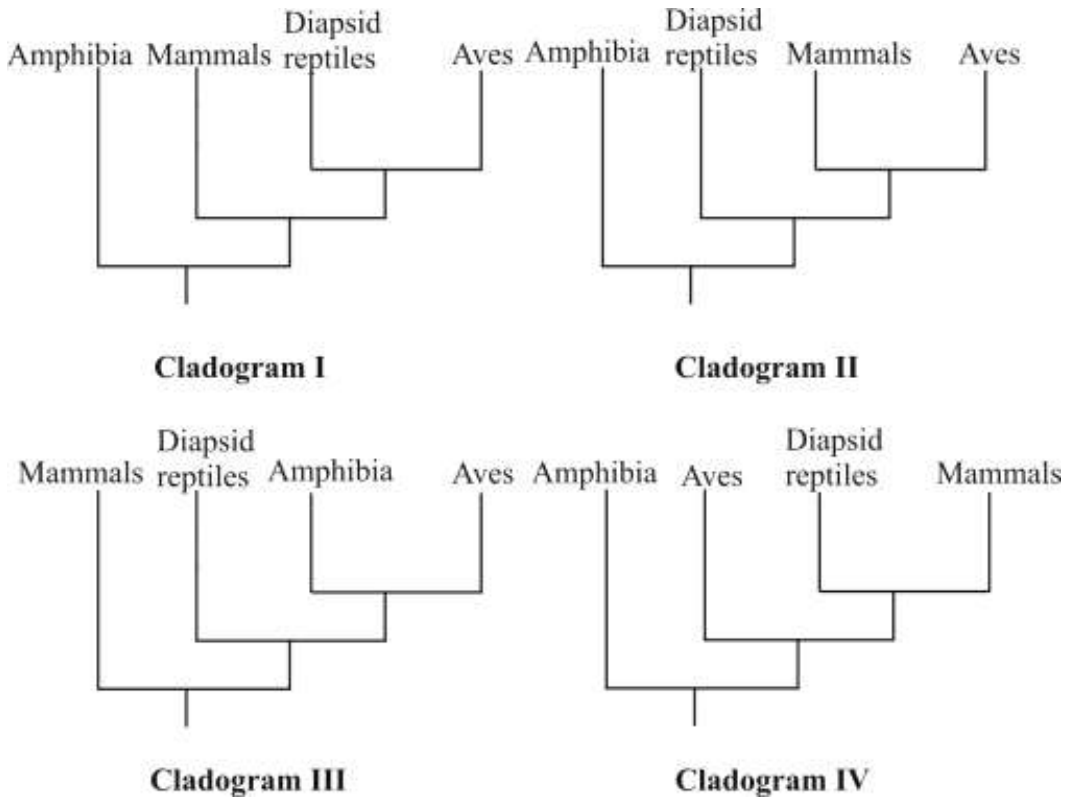 Amphibia Mammals Diapsid reptiles Aves
Cladogram I
Amphibia Diapsid reptiles Mammals Aves
Cladogram II
Mammals Diapsid reptiles Amphibia Aves
Cladogram III
Amphibia Aves Diapsid reptiles Mammals
Cladogram IV